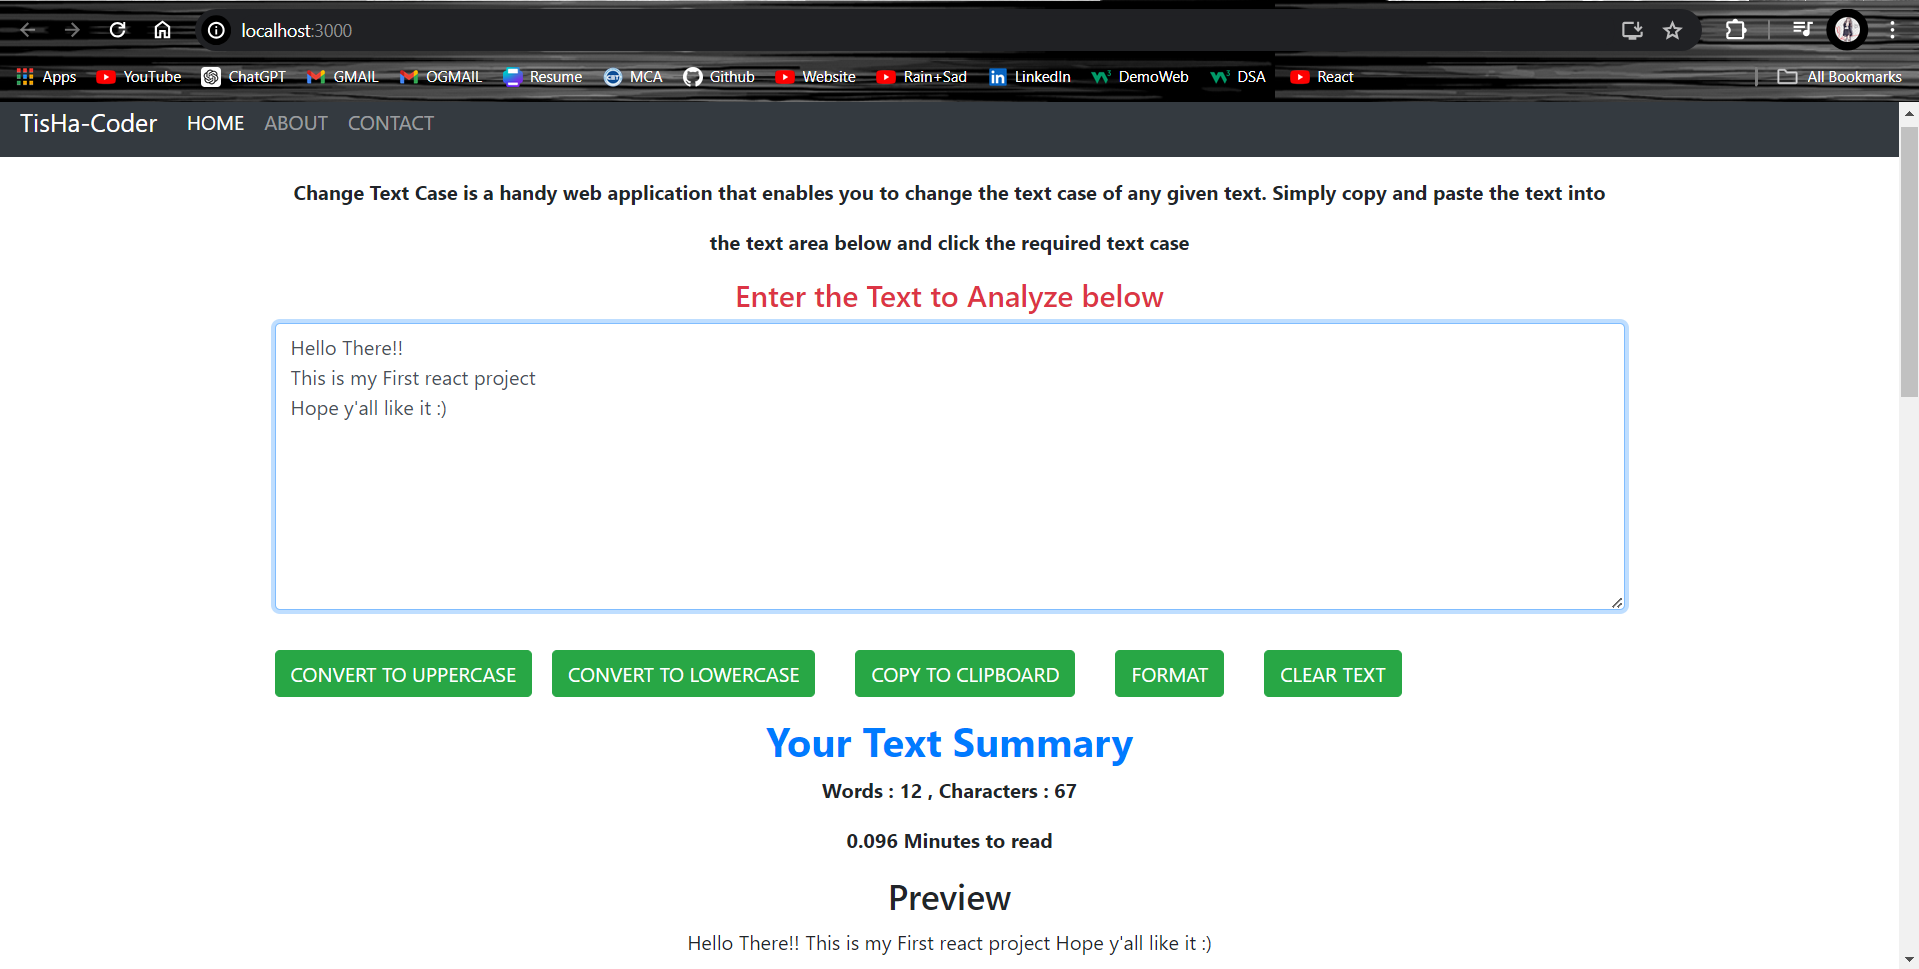 localhost:3000
Apps YouTube ChatGPT GMAIL OGMAIL Resume MCA Github Website Rain+Sad LinkedIn DemoWeb DSA React All Bookmarks
TisHa-Coder HOME ABOUT CONTACT
Change Text Case is a handy web application that enables you to change the text case of any given text. Simply copy and paste the text into
the text area below and click the required text case
Enter the Text to Analyze below
Hello There!!
This is my First react project
Hope y'all like it :)
CONVERT TO UPPERCASE CONVERT TO LOWERCASE COPY TO CLIPBOARD FORMAT CLEAR TEXT
Your Text Summary
Words : 12 , Characters : 67
0.096 Minutes to read
Preview
Hello There!! This is my First react project Hope y'all like it :)